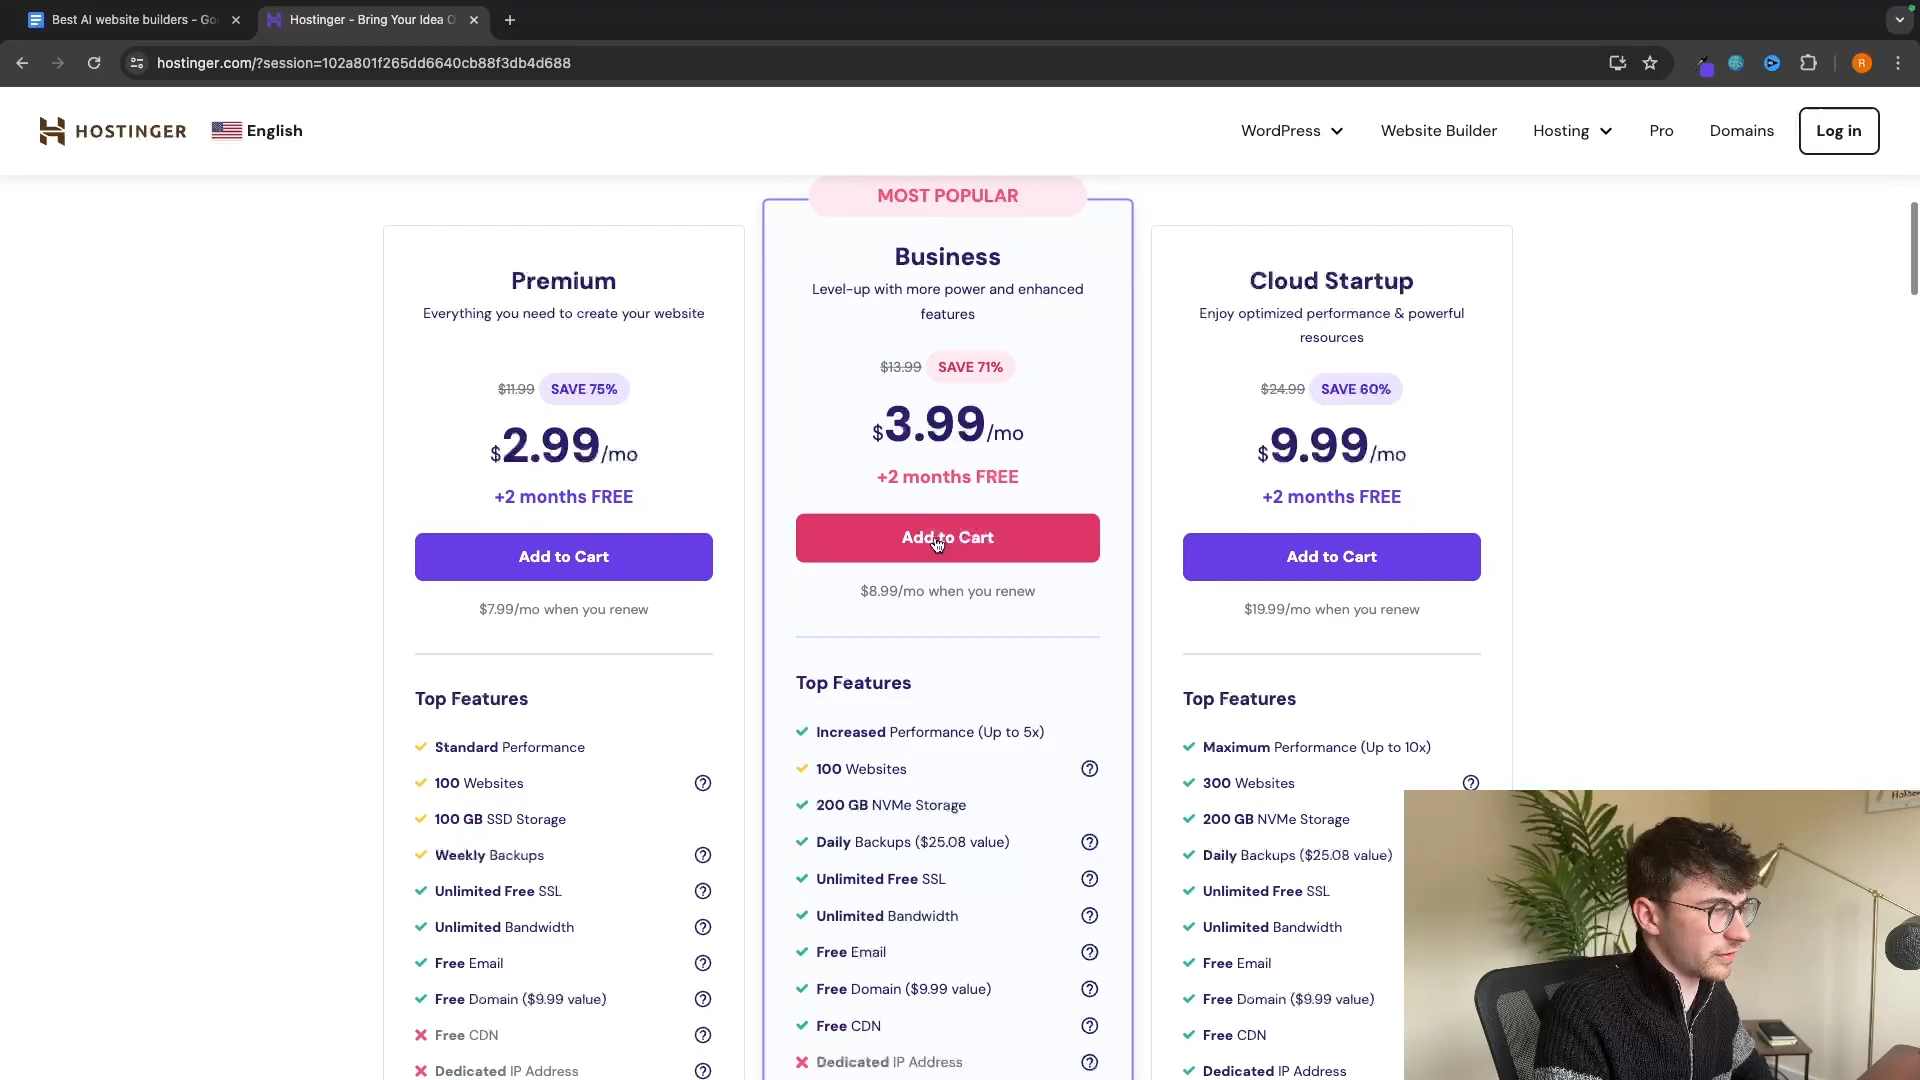 Best AI website builders - Go
Hostinger - Bring Your Idea O
hostinger.com/?session=102a801f265dd6640cb88f3db4d688
R
HOSTINGER
English
WordPress
Website Builder
Hosting
Pro
Domains
Log in
MOST POPULAR
Premium
Everything you need to create your website
$11.99 SAVE 75%
$2.99/mo
+2 months FREE
Add to Cart
$7.99/mo when you renew
Top Features
Standard Performance
100 Websites
100 GB SSD Storage
Weekly Backups
Unlimited Free SSL
Unlimited Bandwidth
Free Email
Free Domain ($9.99 value)
Free CDN
Dedicated IP Address
Business
Level-up with more power and enhanced
features
$13.99 SAVE 71%
$3.99/mo
+2 months FREE
Add to Cart
$8.99/mo when you renew
Top Features
Increased Performance (Up to 5x)
100 Websites
200 GB NVMe Storage
Daily Backups ($25.08 value)
Unlimited Free SSL
Unlimited Bandwidth
Free Email
Free Domain ($9.99 value)
Free CDN
Dedicated IP Address
Cloud Startup
Enjoy optimized performance & powerful
resources
$24.99 SAVE 60%
$9.99/mo
+2 months FREE
Add to Cart
$19.99/mo when you renew
Top Features
Maximum Performance (Up to 10x)
300 Websites
200 GB NVMe Storage
Daily Backups ($25.08 value)
Unlimited Free SSL
Unlimited Bandwidth
Free Email
Free Domain ($9.99 value)
Free CDN
Dedicated IP Address